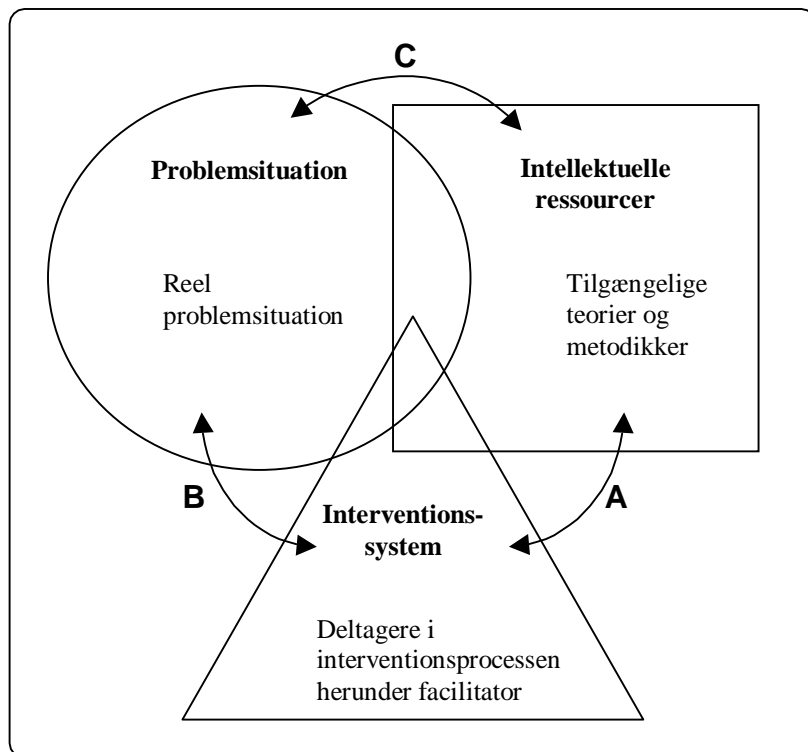 C
Problemsituation
Intellektuelle
ressourcer
Reel
problemsituation
Tilgængelige
teorier og
metodikker
B
A
Interventions-
system
Deltagere i
interventionsprocessen
herunder facilitator